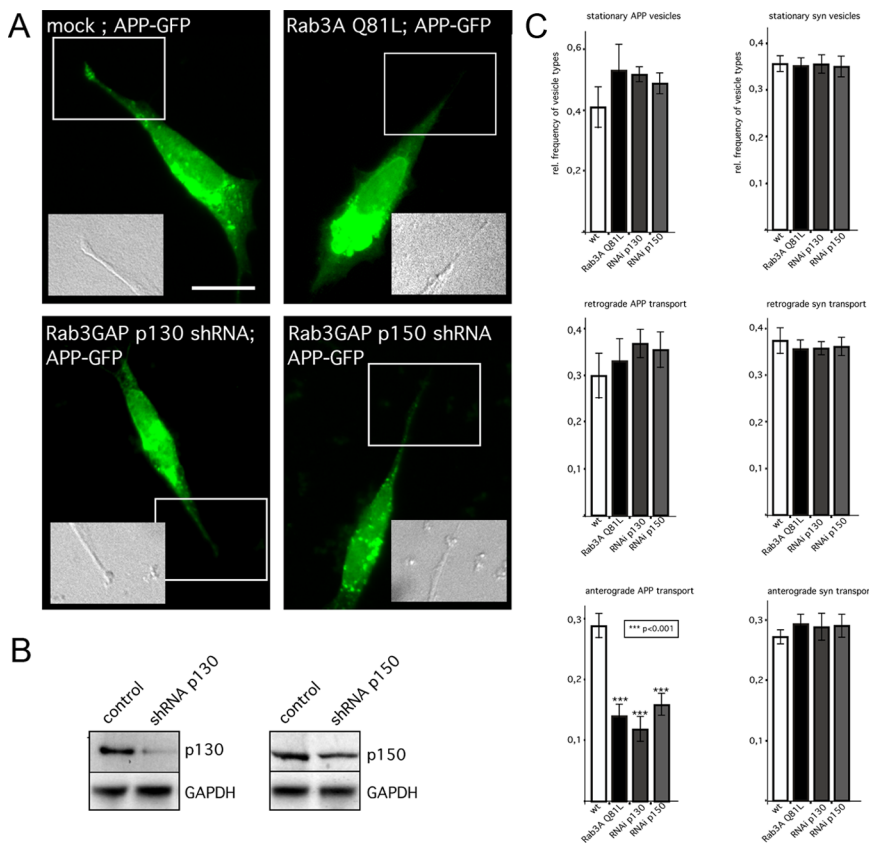 A
mock ; APP-GFP
Rab3A Q81L; APP-GFP
Rab3GAP p130 shRNA;
APP-GFP
Rab3GAP p150 shRNA
APP-GFP
B
control
shRNA p130
p130
GAPDH
control
shRNA p150
p150
GAPDH
C
stationary APP vesicles
rel. frequency of vesicle types
0,6
0,4
0,2
wt
Rab3A Q81L
RNAi p130
RNAi p150
stationary syn vesicles
rel. frequency of vesicle types
0,4
0,3
0,2
0,1
wt
Rab3A Q81L
RNAi p130
RNAi p150
retrograde APP transport
0,4
0,3
0,2
0,1
wt
Rab3A Q81L
RNAi p130
RNAi p150
retrograde syn transport
0,4
0,3
0,2
0,1
wt
Rab3A Q81L
RNAi p130
RNAi p150
anterograde APP transport
*** p<0.001
0,3
0,2
0,1
***
***
***
wt
Rab3A Q81L
RNAi p130
RNAi p150
anterograde syn transport
0,3
0,2
0,1
wt
Rab3A Q81L
RNAi p130
RNAi p150